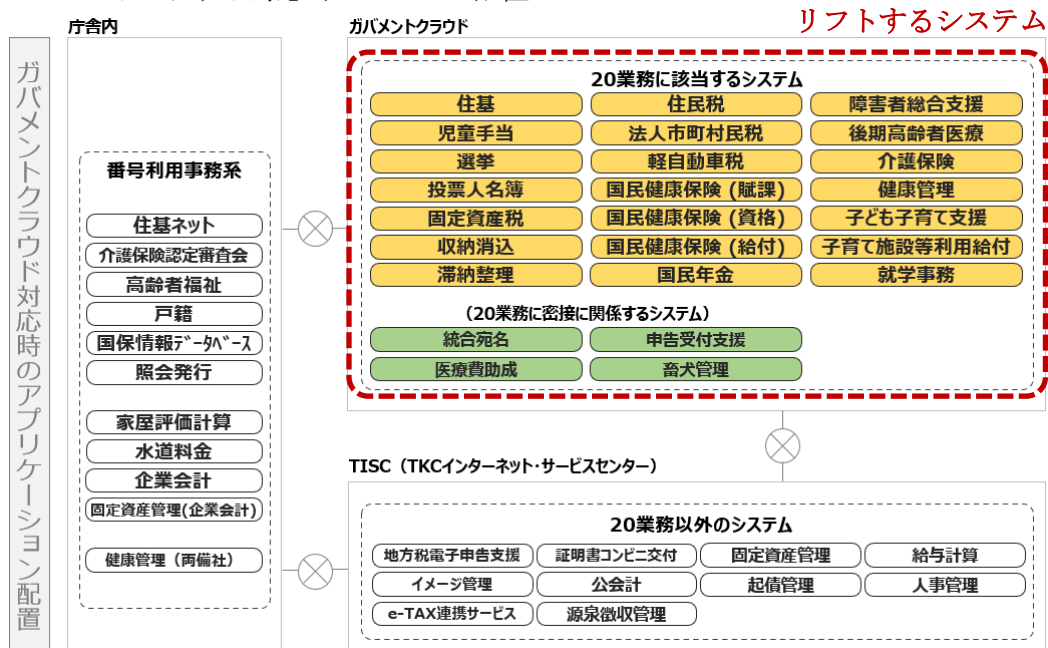 リフトするシステム
ガバメントクラウド対応時のアプリケーション配置
庁舎内
番号利用事務系
住基ネット
介護保険認定審査会
高齢者福祉
戸籍
国保情報ﾃﾞｰﾀﾍﾞｰｽ
照会発行
家屋評価計算
水道料金
企業会計
固定資産管理(企業会計)
健康管理（両備社）
ガバメントクラウド
20業務に該当するシステム
住基 住民税 障害者総合支援
児童手当 法人市町村民税 後期高齢者医療
選挙 軽自動車税 介護保険
投票人名簿 国民健康保険 (賦課) 健康管理
固定資産税 国民健康保険 (資格) 子ども子育て支援
収納消込 国民健康保険 (給付) 子育て施設等利用給付
滞納整理 国民年金 就学事務
（20業務に密接に関係するシステム）
統合宛名 申告受付支援
医療費助成 畜犬管理
TISC（TKCインターネット・サービスセンター）
20業務以外のシステム
地方税電子申告支援 証明書コンビニ交付 固定資産管理 給与計算
イメージ管理 公会計 起債管理 人事管理
e-TAX連携サービス 源泉徴収管理